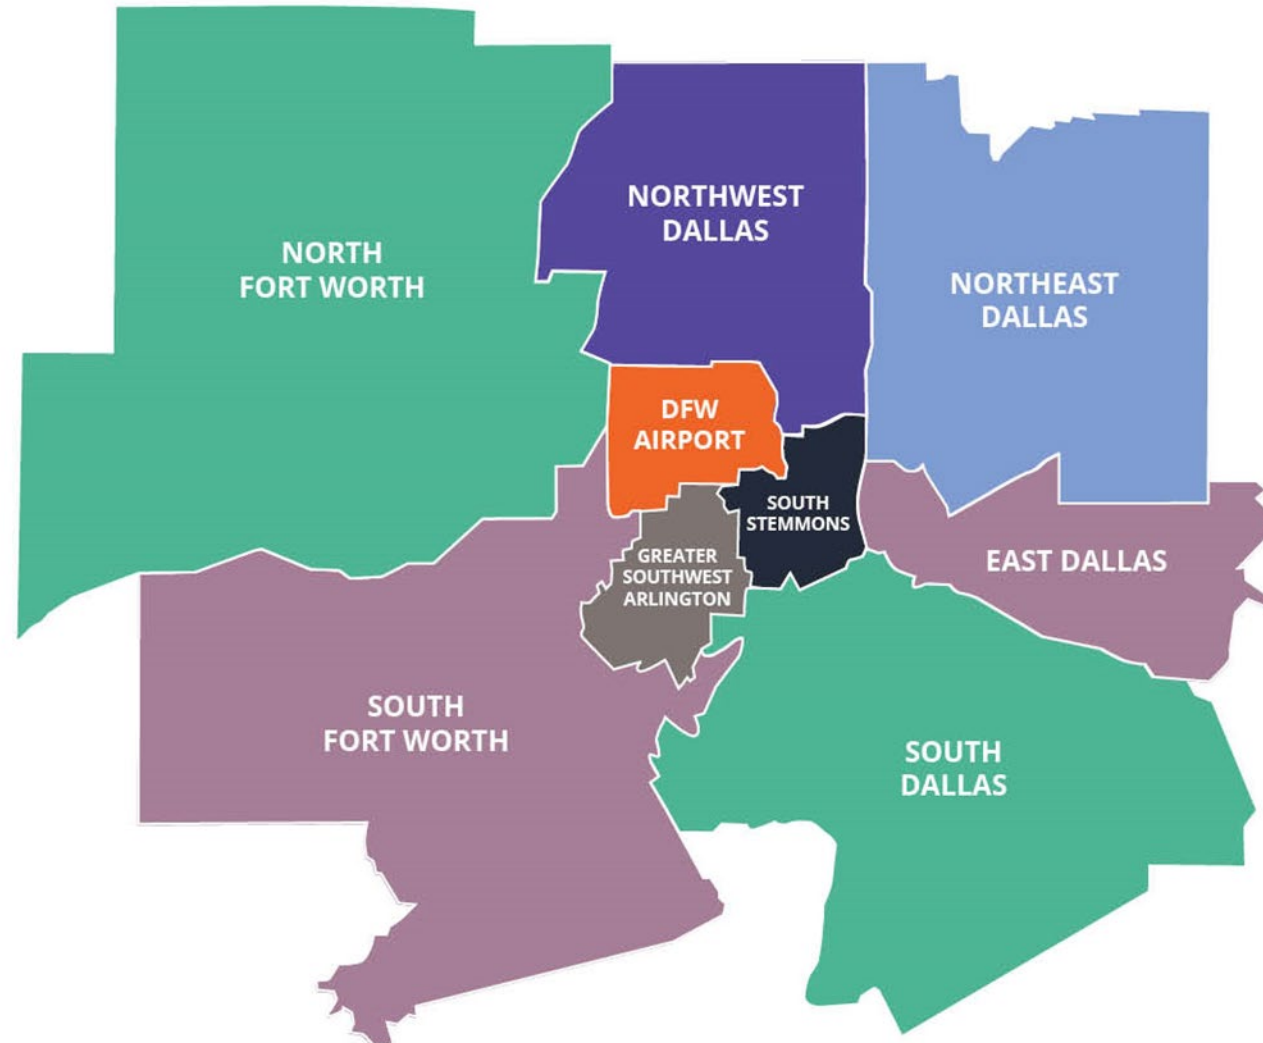 NORTHWEST
DALLAS
NORTH
FORT WORTH
NORTHEAST
DALLAS
DFW
AIRPORT
SOUTH
STEMMONS
GREATER
SOUTHWEST
ARLINGTON
EAST DALLAS
SOUTH
FORT WORTH
SOUTH
DALLAS